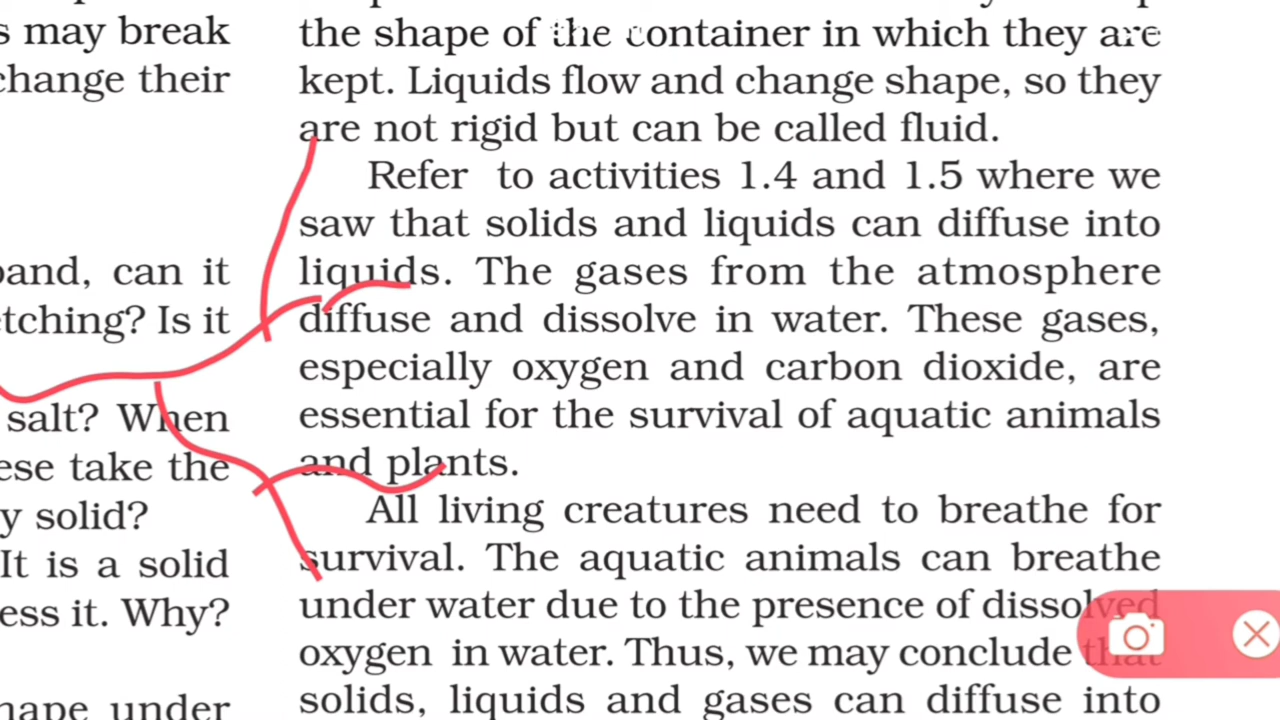 s may break
change their
and, can it
etching? Is it
salt? When
ese take the
y solid?
It is a solid
ess it. Why?
hape under
the shape of the container in which they are
kept. Liquids flow and change shape, so they
are not rigid but can be called fluid.
Refer to activities 1.4 and 1.5 where we
saw that solids and liquids can diffuse into
liquids. The gases from the atmosphere
diffuse and dissolve in water. These gases,
especially oxygen and carbon dioxide, are
essential for the survival of aquatic animals
and plants.
All living creatures need to breathe for
survival. The aquatic animals can breathe
under water due to the presence of dissolved
oxygen in water. Thus, we may conclude that
solids, liquids and gases can diffuse into